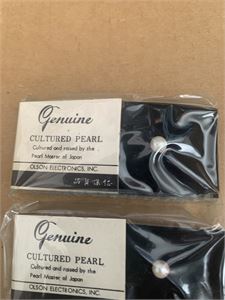 Genuine
CULTURED PEARL
Cultured and raised by the
Pearl Master of Japan
OLSON ELECTRONICS, INC.
Genuine
CULTURED PEARL
Cultured and raised by the
Pearl Master of Japan
OLSON ELECTRONICS, INC.